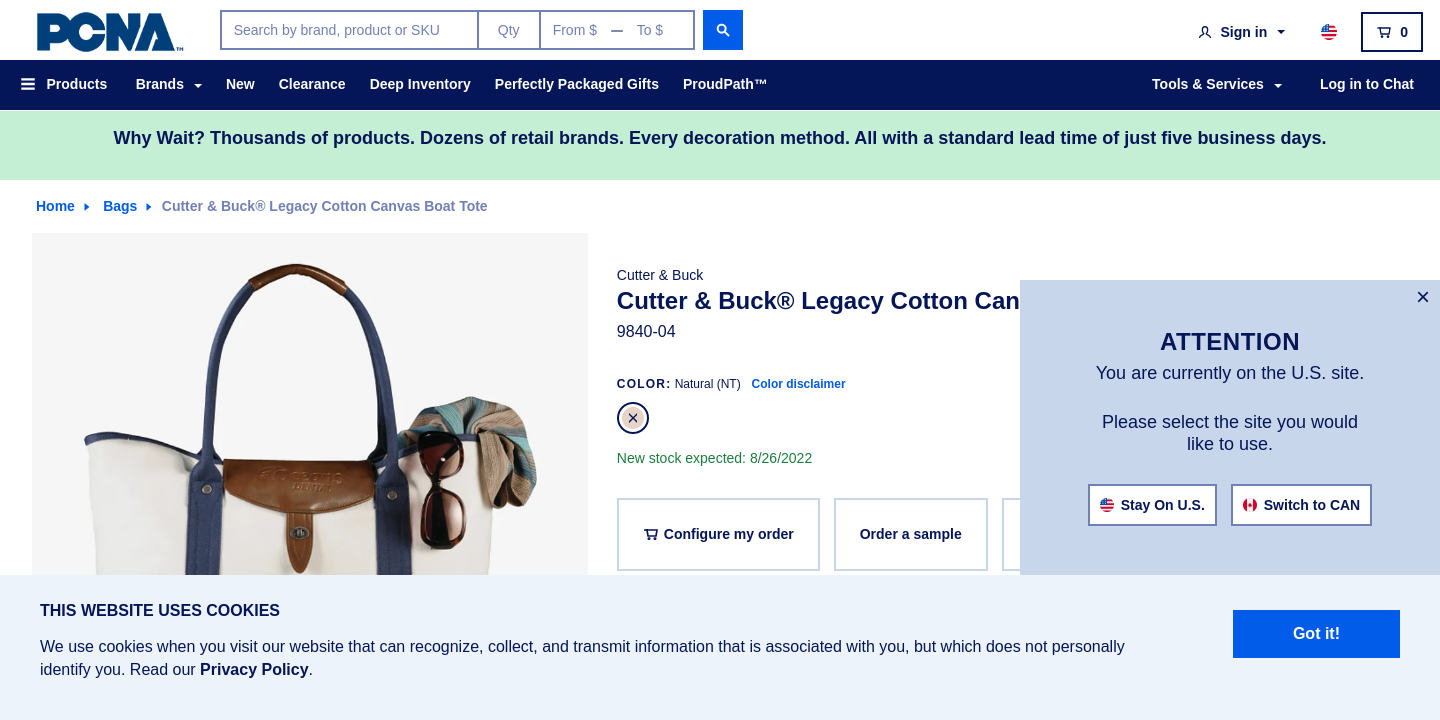 PCNA™
Search by brand, product or SKU
Qty
From $ — To $
Sign in
0
Products
Brands
New
Clearance
Deep Inventory
Perfectly Packaged Gifts
ProudPath™
Tools & Services
Log in to Chat
Why Wait? Thousands of products. Dozens of retail brands. Every decoration method. All with a standard lead time of just five business days.
Home
Bags
Cutter & Buck® Legacy Cotton Canvas Boat Tote
Cutter & Buck
Cutter & Buck® Legacy Cotton Can
9840-04
COLOR: Natural (NT) Color disclaimer
New stock expected: 8/26/2022
Configure my order
Order a sample
×
ATTENTION
You are currently on the U.S. site.
Please select the site you would
like to use.
Stay On U.S.
Switch to CAN
THIS WEBSITE USES COOKIES
We use cookies when you visit our website that can recognize, collect, and transmit information that is associated with you, but which does not personally
identify you. Read our Privacy Policy.
Got it!